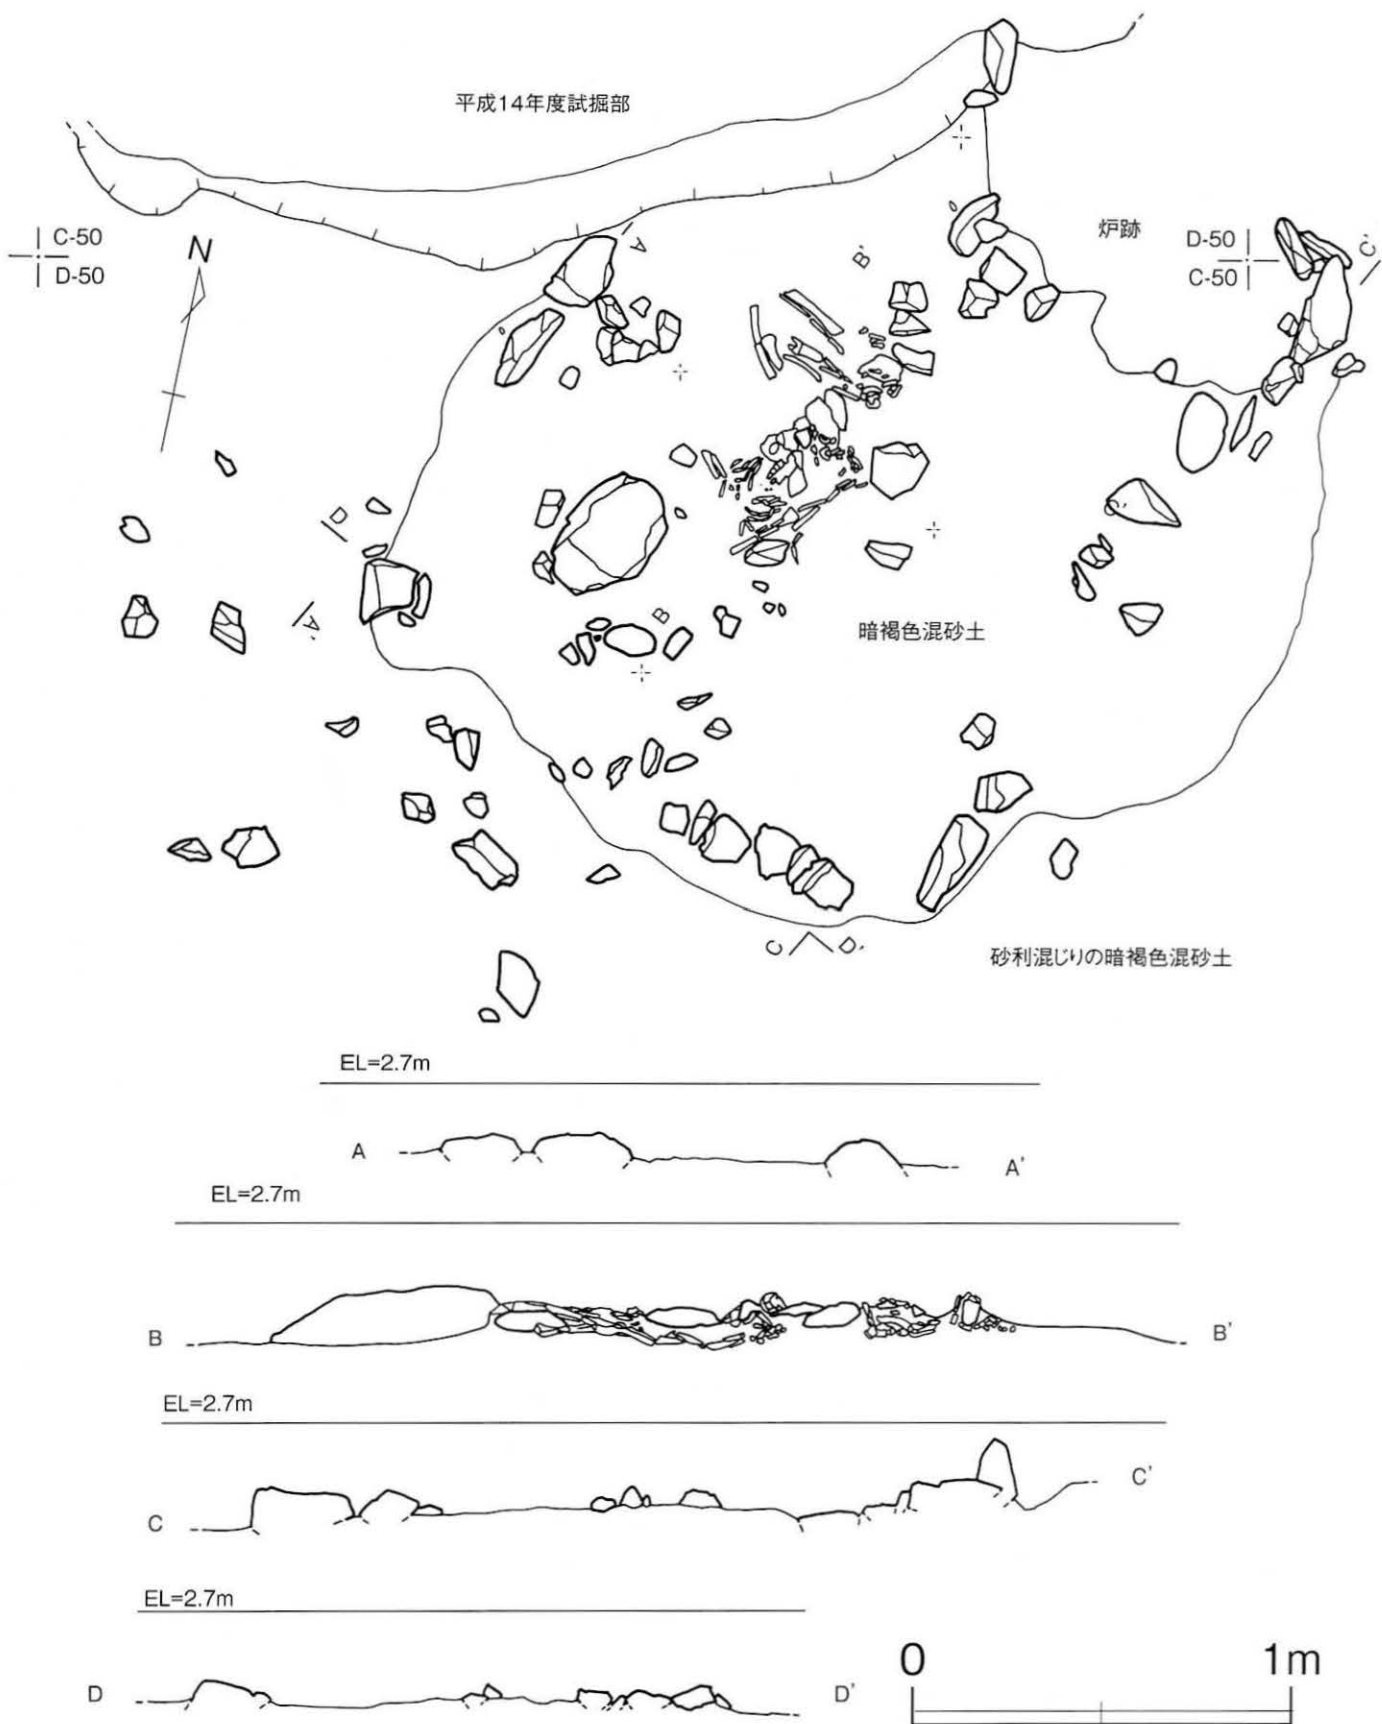 平成14年度試掘部
C-50
D-50
N
A
B'
炉跡
D-50
C-50
C'
D
A'
B
暗褐色混砂土
C
D'
砂利混じりの暗褐色混砂土
EL=2.7m
A
A'
EL=2.7m
B
B'
EL=2.7m
C
C'
EL=2.7m
D
D'
0
1m